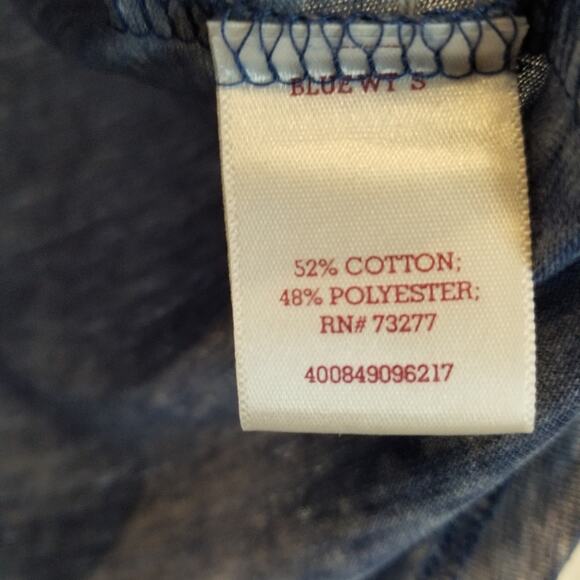 BLUE WT S
52% COTTON;
48% POLYESTER;
RN# 73277
400849096217